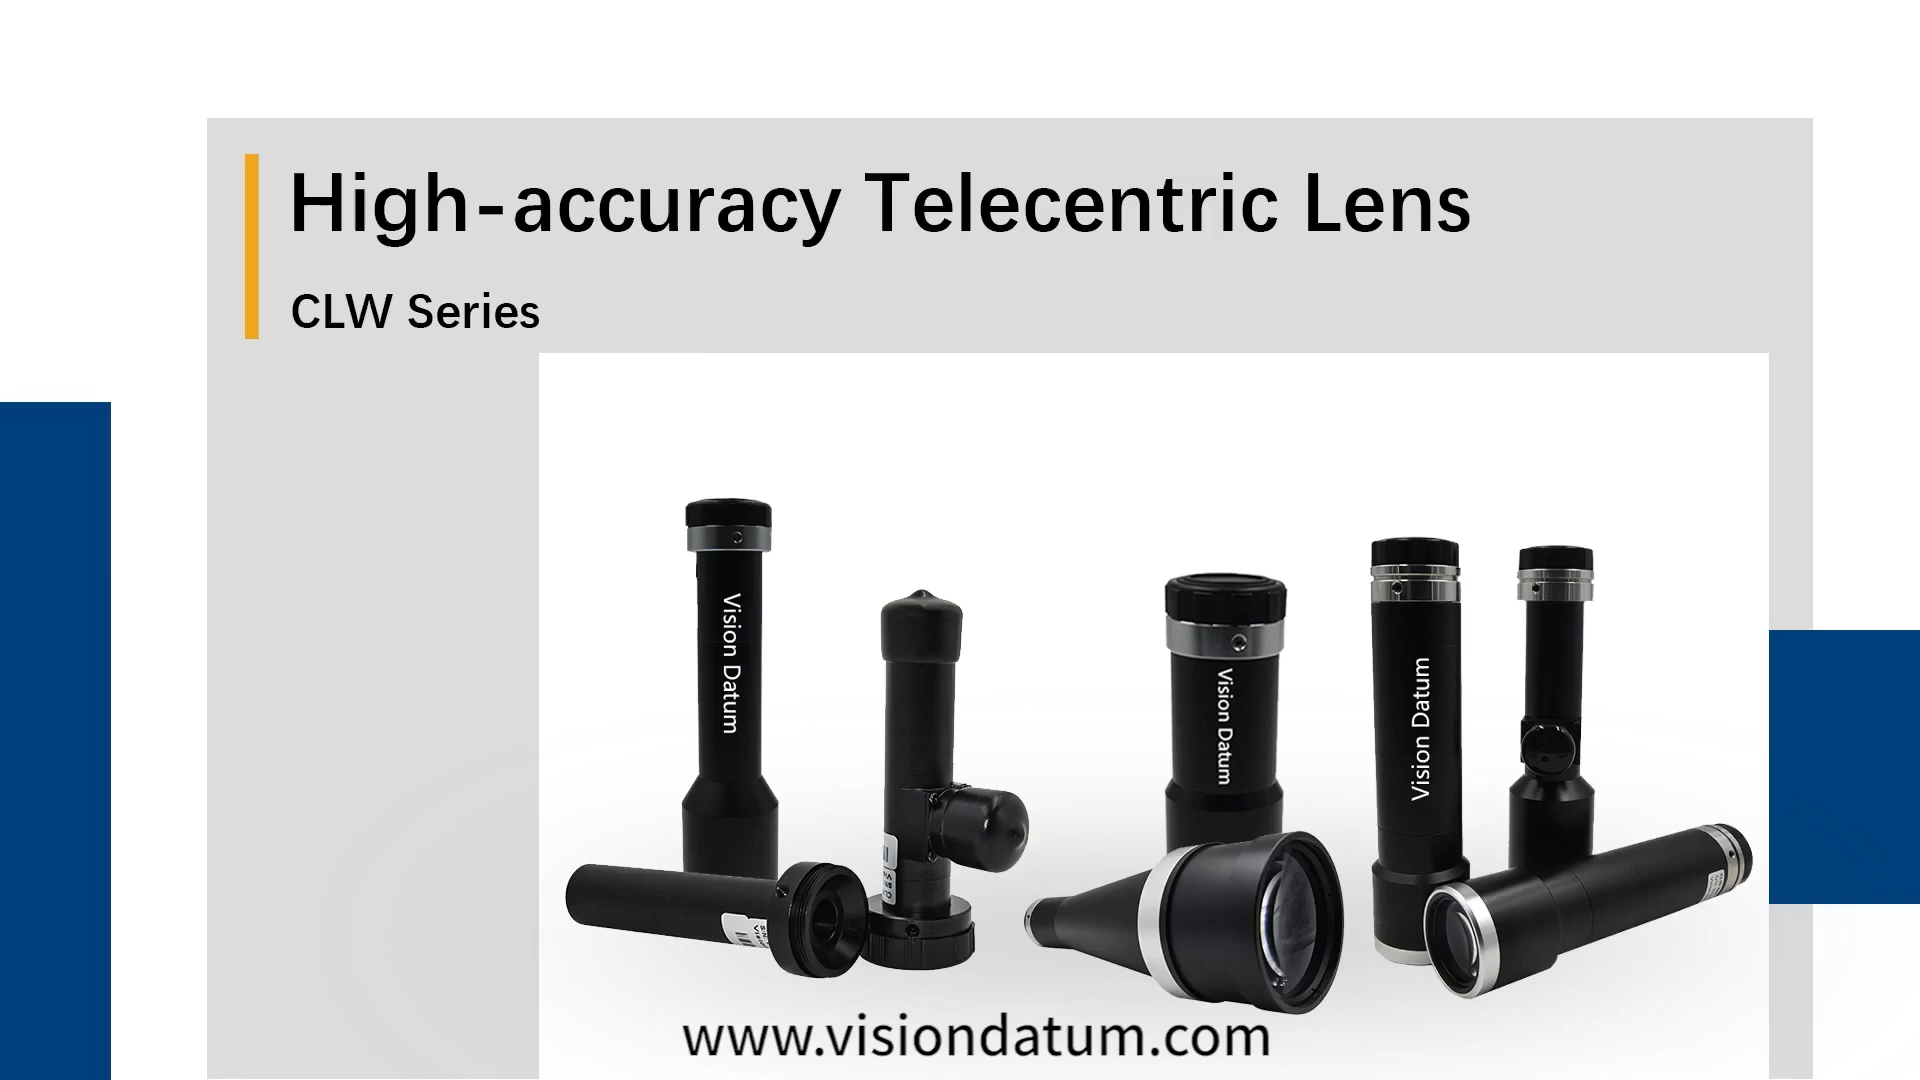 High-accuracy Telecentric Lens
CLW Series
Vision Datum
Vision Datum
Vision Datum
www.visiondatum.com